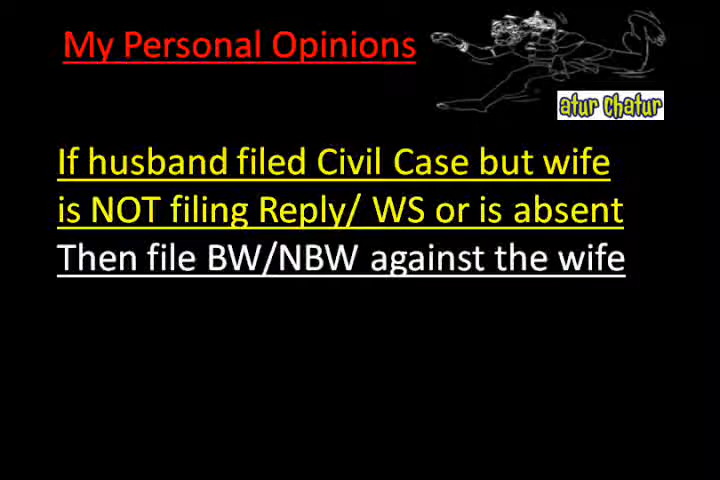 My Personal Opinions
atur chatur
If husband filed Civil Case but wife
is NOT filing Reply/ WS or is absent
Then file BW/NBW against the wife